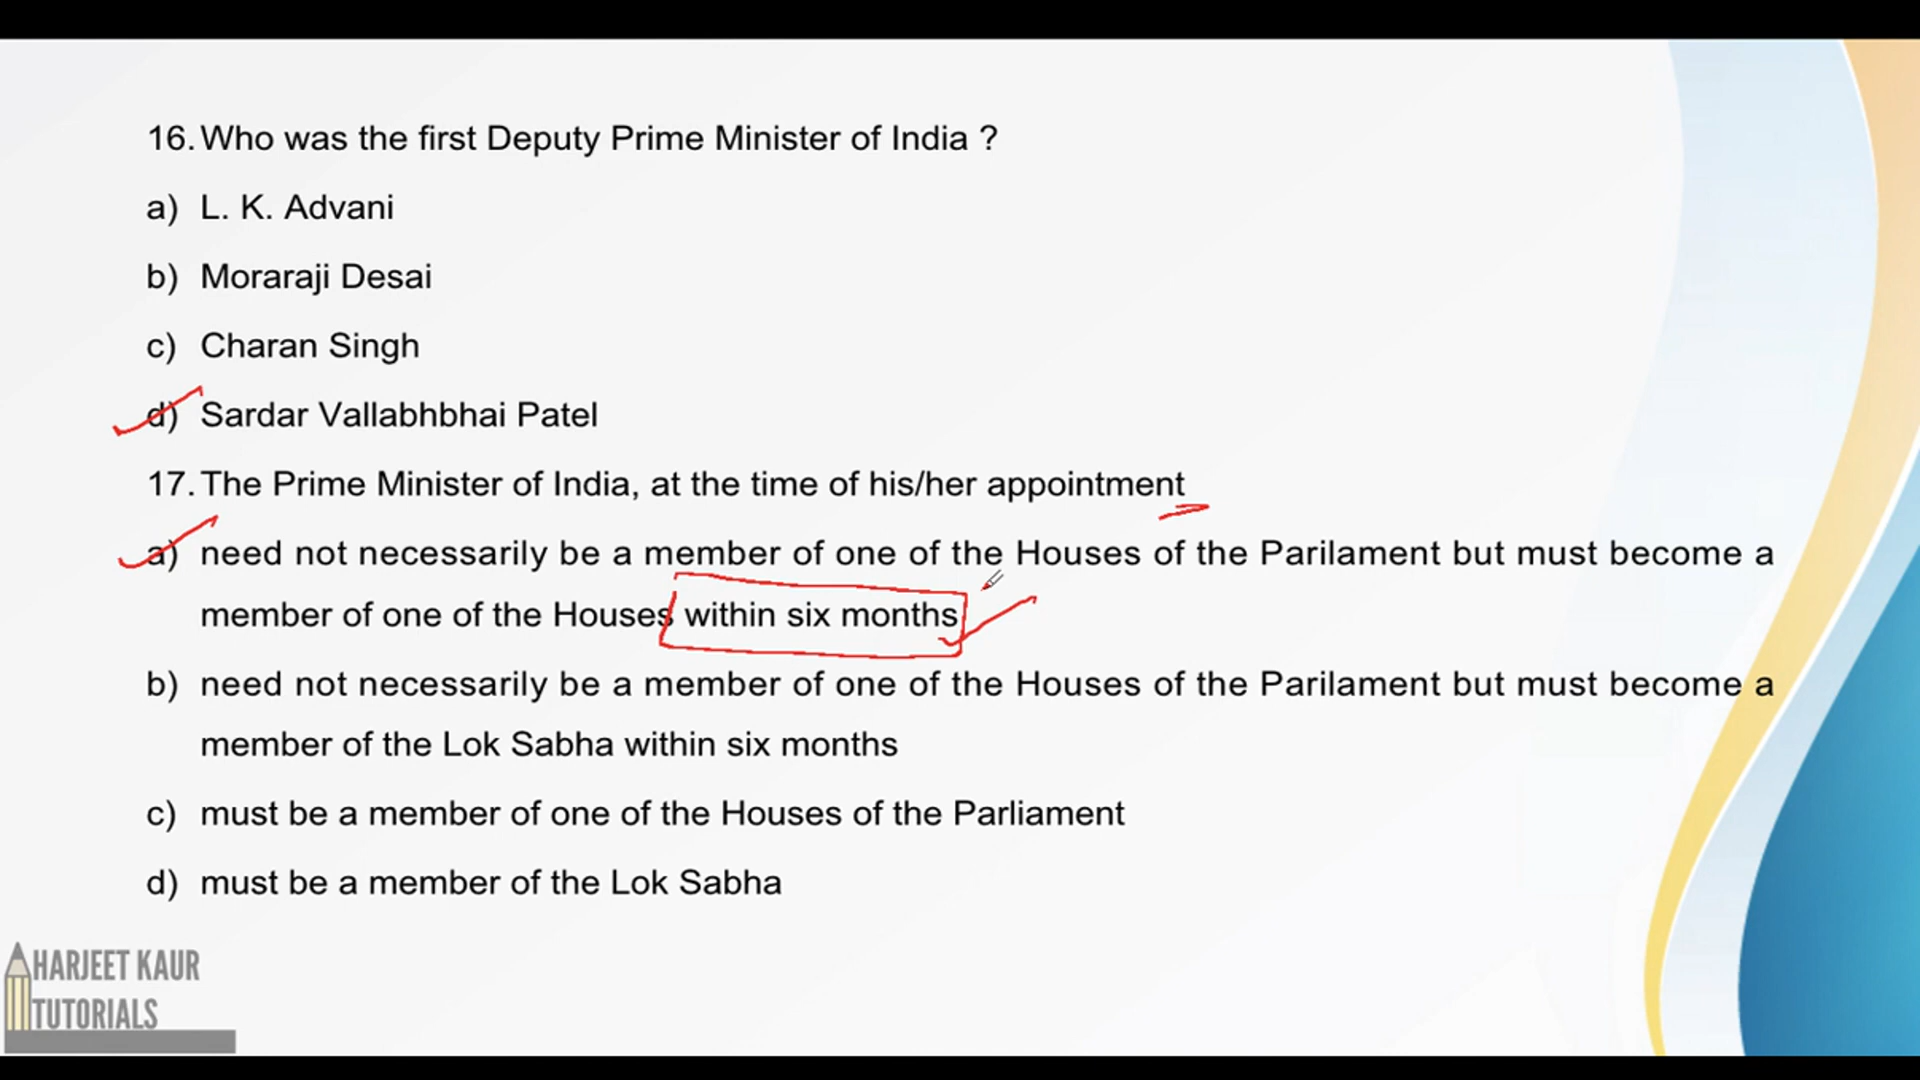 16. Who was the first Deputy Prime Minister of India ?
a) L. K. Advani
b) Moraraji Desai
c) Charan Singh
d) Sardar Vallabhbhai Patel
17. The Prime Minister of India, at the time of his/her appointment
a) need not necessarily be a member of one of the Houses of the Parilament but must become a
member of one of the Houses within six months
b) need not necessarily be a member of one of the Houses of the Parilament but must become a
member of the Lok Sabha within six months
c) must be a member of one of the Houses of the Parliament
d) must be a member of the Lok Sabha
HARJEET KAUR
TUTORIALS